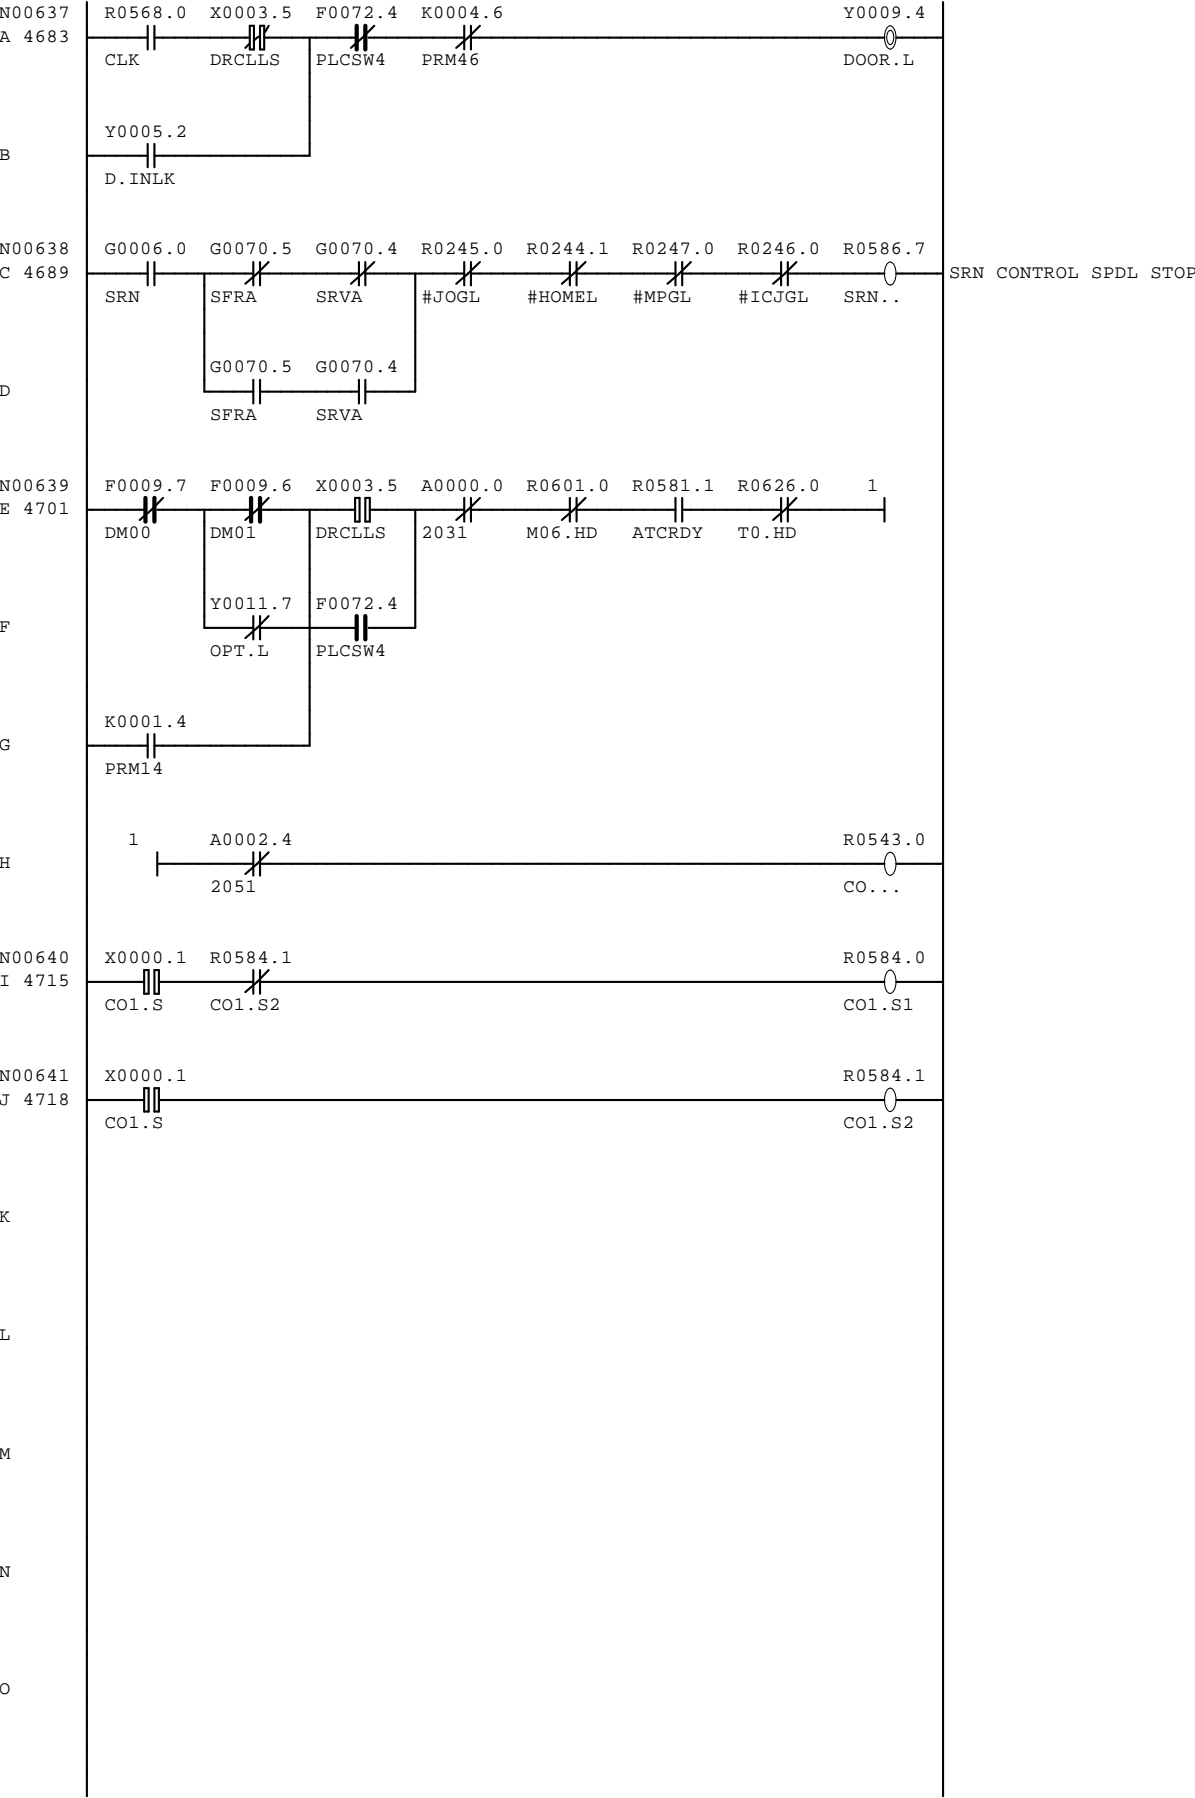 N00637 R0568.0 X0003.5 F0072.4 K0004.6 Y0009.4
A 4683
CLK DRCLLS PLCSW4 PRM46 DOOR.L
Y0005.2
B
D.INLK
N00638 G0006.0 G0070.5 G0070.4 R0245.0 R0244.1 R0247.0 R0246.0 R0586.7
C 4689 SRN CONTROL SPDL STOP
SRN SFRA SRVA #JOGL #HOMEL #MPGL #ICJGL SRN..
G0070.5 G0070.4
D
SFRA SRVA
N00639 F0009.7 F0009.6 X0003.5 A0000.0 R0601.0 R0581.1 R0626.0 1
E 4701
DM00 DM01 DRCLLS 2031 M06.HD ATCRDY T0.HD
Y0011.7 F0072.4
F
OPT.L PLCSW4
K0001.4
G
PRM14
1 A0002.4 R0543.0
H
2051 CO...
N00640 X0000.1 R0584.1 R0584.0
I 4715
CO1.S CO1.S2 CO1.S1
N00641 X0000.1 R0584.1
J 4718
CO1.S CO1.S2
K
L
M
N
O